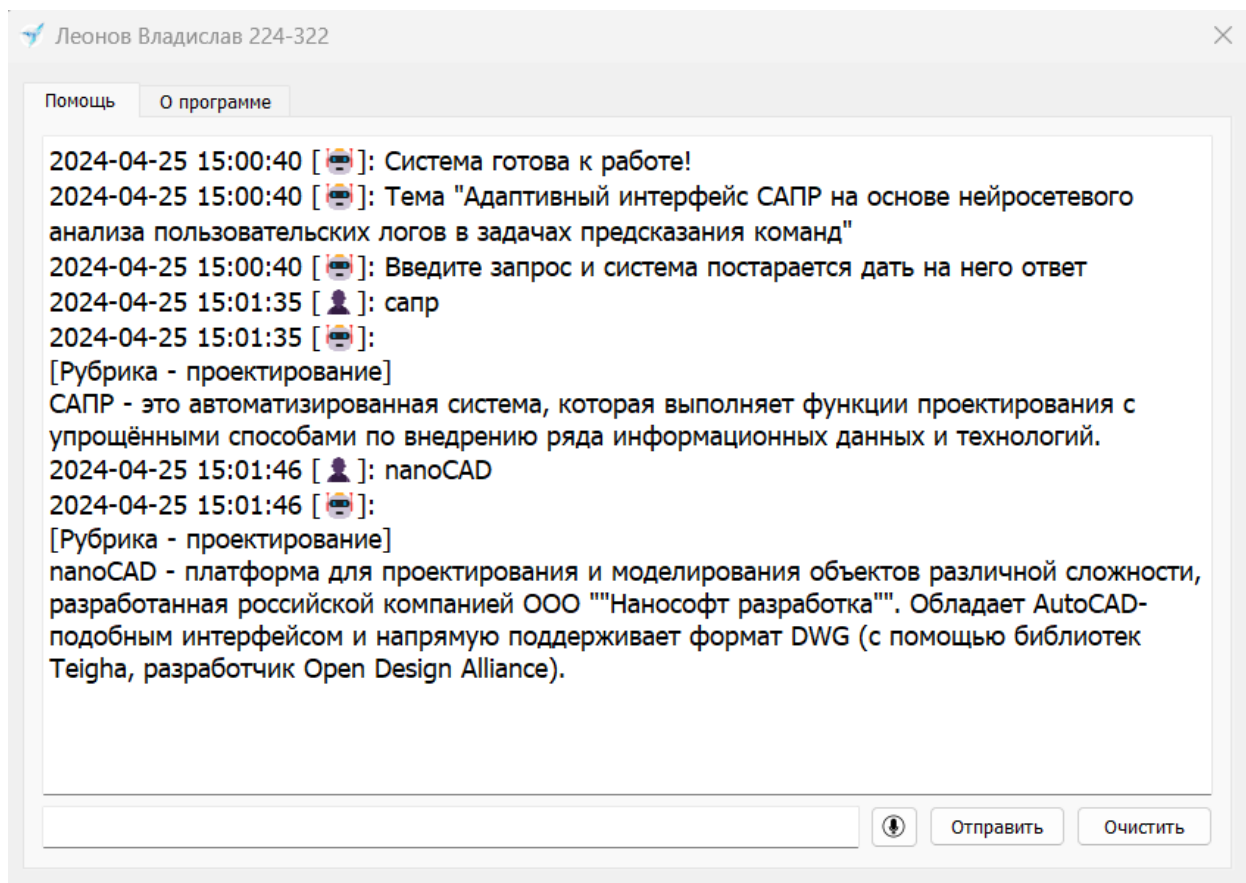 Леонов Владислав 224-322
Помощь
О программе
2024-04-25 15:00:40 [🤖]: Система готова к работе!
2024-04-25 15:00:40 [🤖]: Тема "Адаптивный интерфейс САПР на основе нейросетевого
анализа пользовательских логов в задачах предсказания команд"
2024-04-25 15:00:40 [🤖]: Введите запрос и система постарается дать на него ответ
2024-04-25 15:01:35 [👤]: сапр
2024-04-25 15:01:35 [🤖]:
[Рубрика - проектирование]
САПР - это автоматизированная система, которая выполняет функции проектирования с
упрощёнными способами по внедрению ряда информационных данных и технологий.
2024-04-25 15:01:46 [👤]: nanoCAD
2024-04-25 15:01:46 [🤖]:
[Рубрика - проектирование]
nanoCAD - платформа для проектирования и моделирования объектов различной сложности,
разработанная российской компанией ООО ""Нанософт разработка"". Обладает AutoCAD-
подобным интерфейсом и напрямую поддерживает формат DWG (с помощью библиотек
Teigha, разработчик Open Design Alliance).
Отправить
Очистить